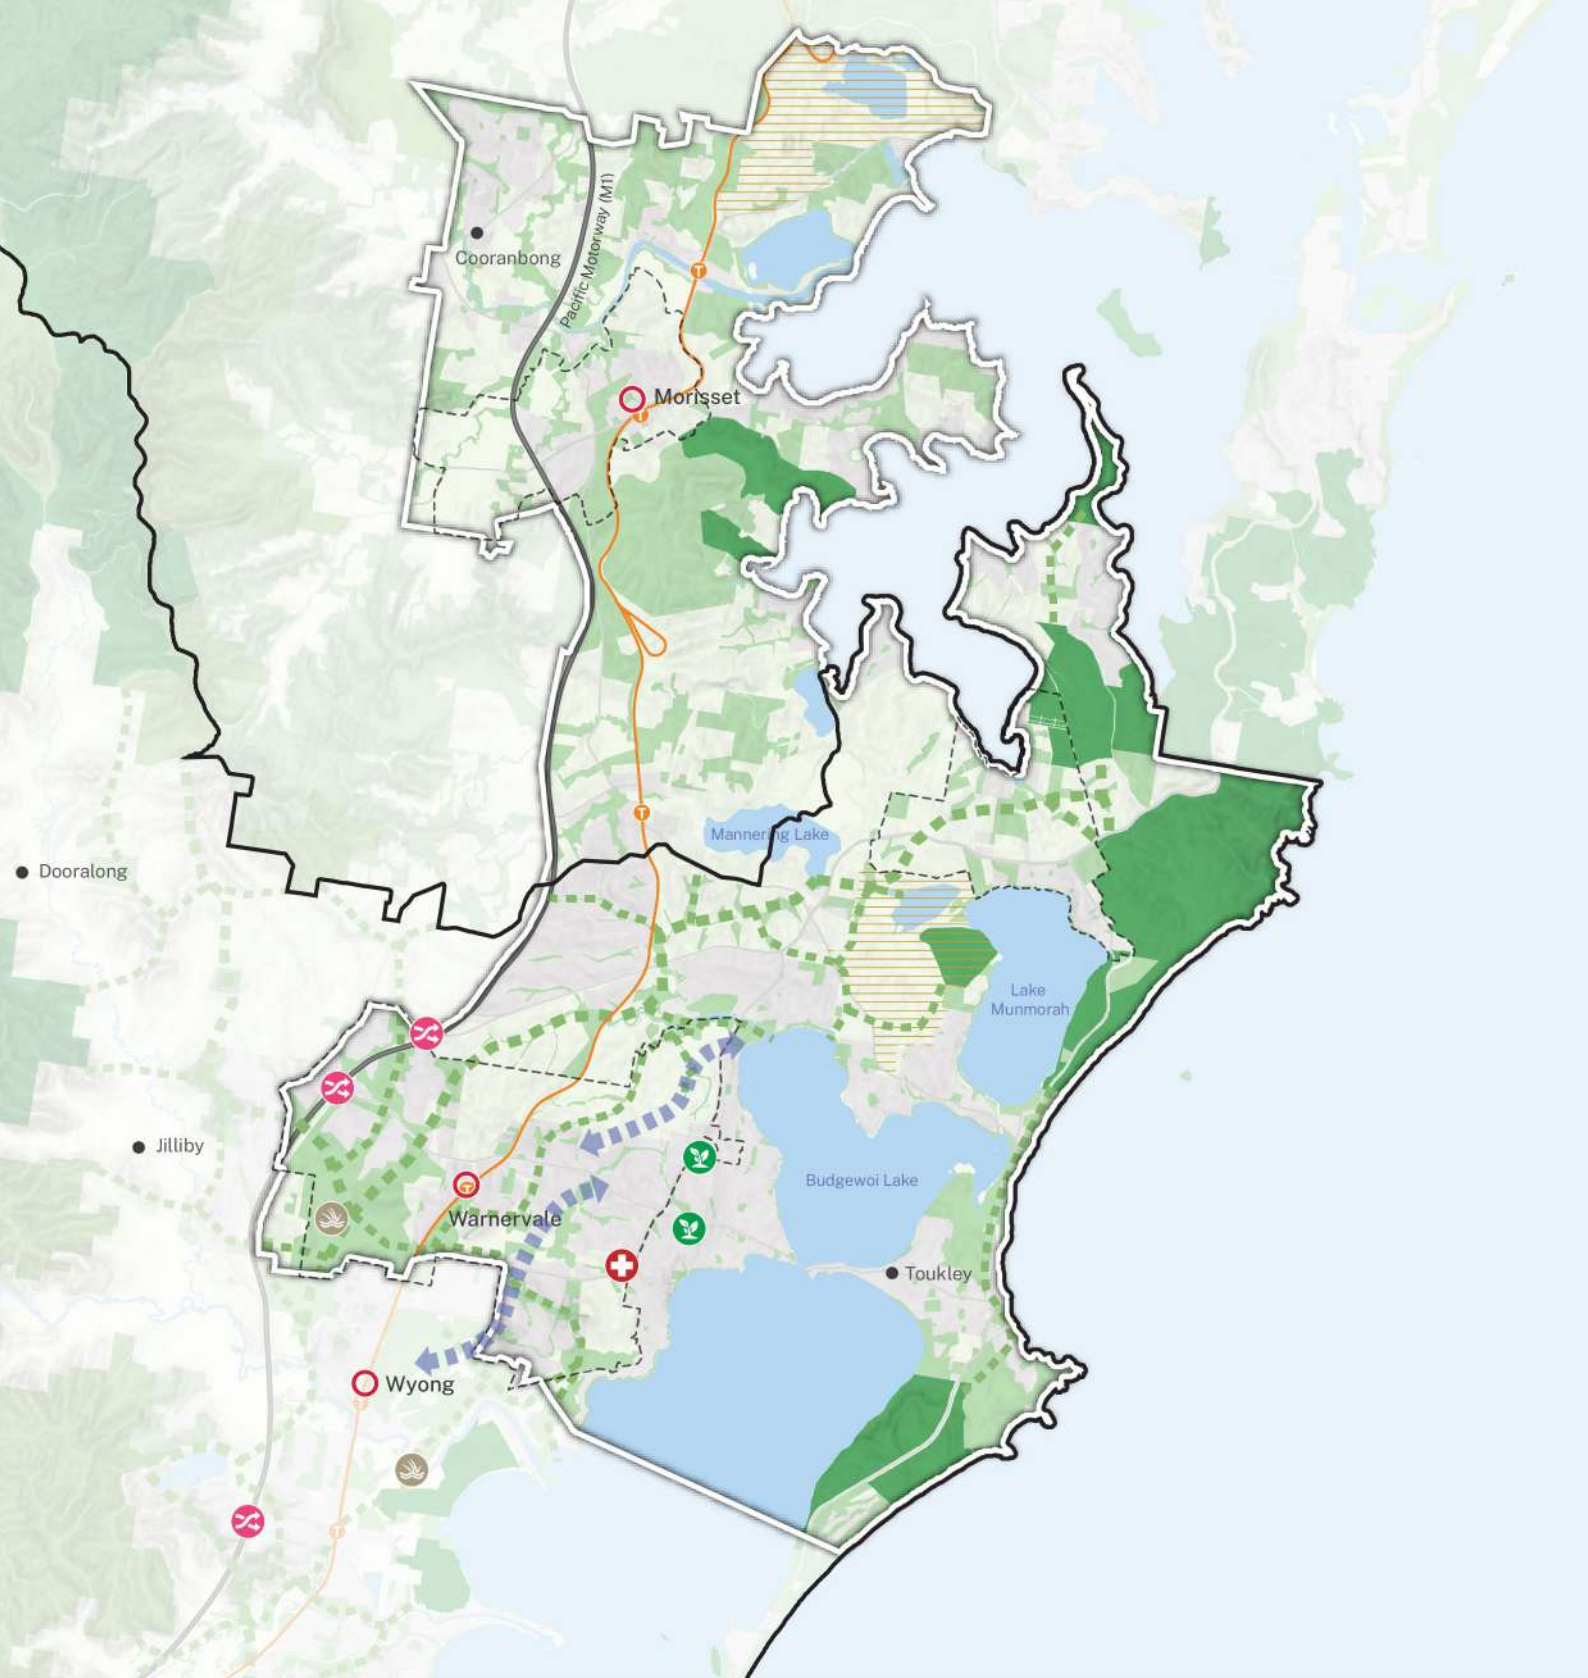 Cooranbong
Pacific Motorway (M1)
T
Morisset
T
T
Mannering Lake
Dooralong
Lake
Munmorah
Jilliby
Budgewoi Lake
T
Warnervale
Toukley
Wyong
T
T